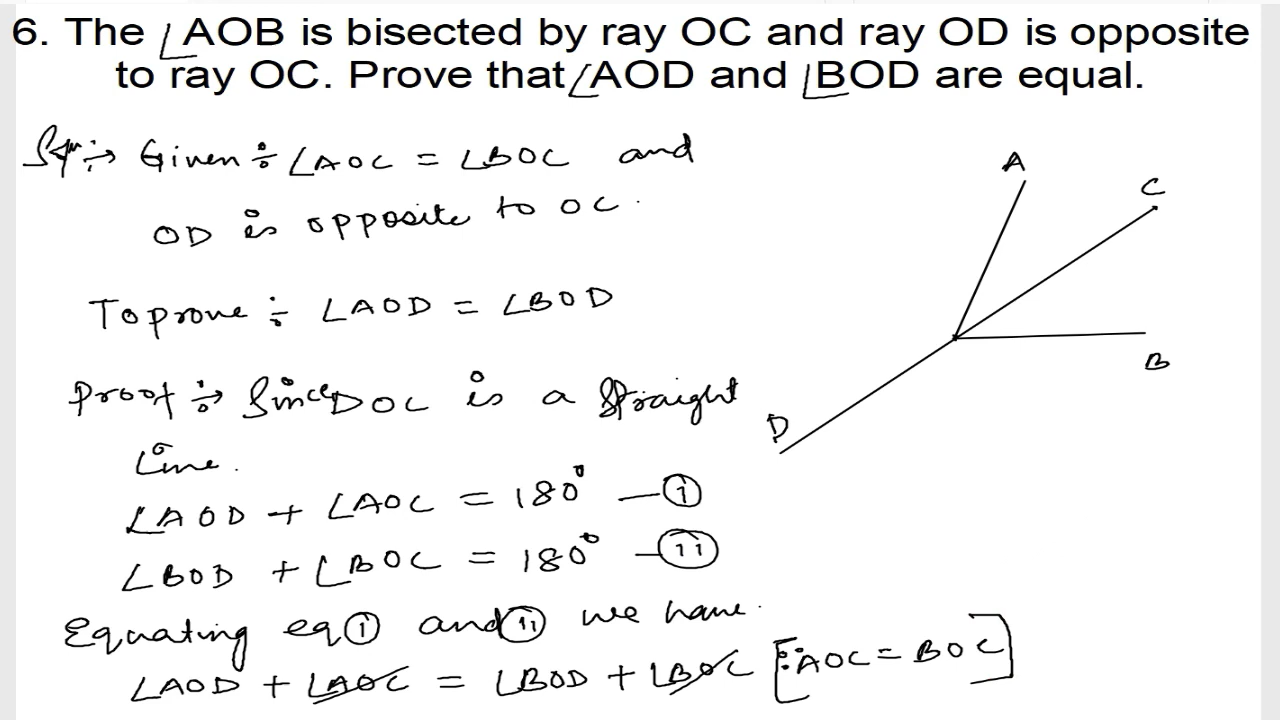 6. The ∠AOB is bisected by ray OC and ray OD is opposite
to ray OC. Prove that ∠AOD and ∠BOD are equal.
Given ÷ ∠AOC = ∠BOC and
OD is opposite to OC.
To prove ÷ ∠AOD = ∠BOD
Proof ÷→ Since DOC is a straight
line.
∠AOD + ∠AOC = 180° — (i)
∠BOD + ∠BOC = 180° — (ii)
Equating eq (i) and (ii) we have.
∠AOD + ∠AOC = ∠BOD + ∠BOC [∵ AOC = BOC]
A
C
B
D